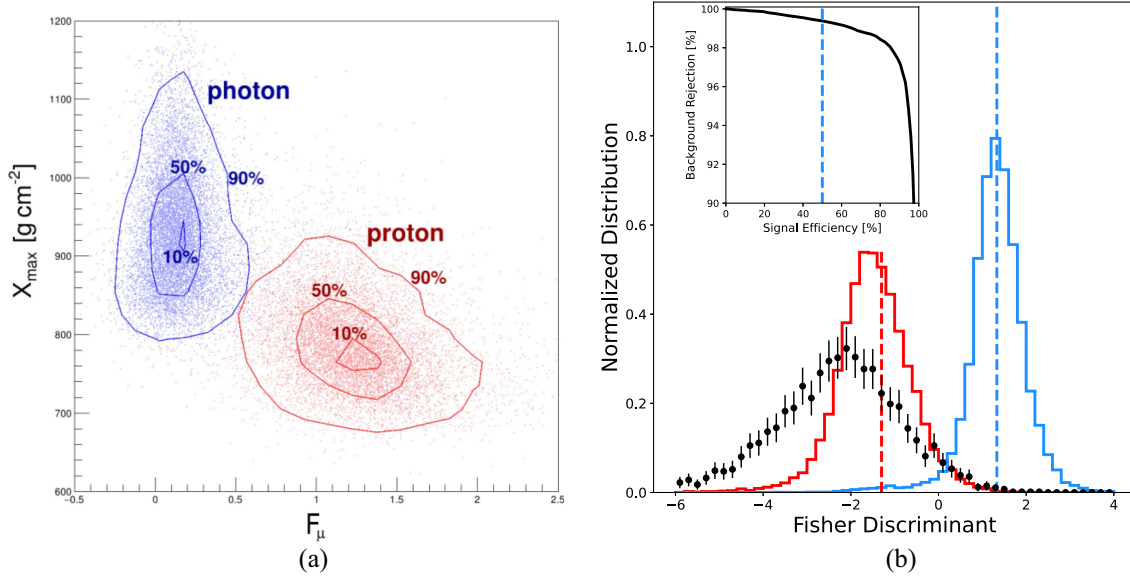 1200
1100
1000
900
800
700
600
X_max [g cm⁻²]
photon
50%
90%
10%
proton
90%
50%
10%
−0.5 0 0.5 1 1.5 2 2.5
F_μ
(a)
1.0
0.8
0.6
0.4
0.2
0.0
Normalized Distribution
100
98
96
94
92
90
Background Rejection [%]
0 20 40 60 80 100
Signal Efficiency [%]
−6 −4 −2 0 2 4
Fisher Discriminant
(b)